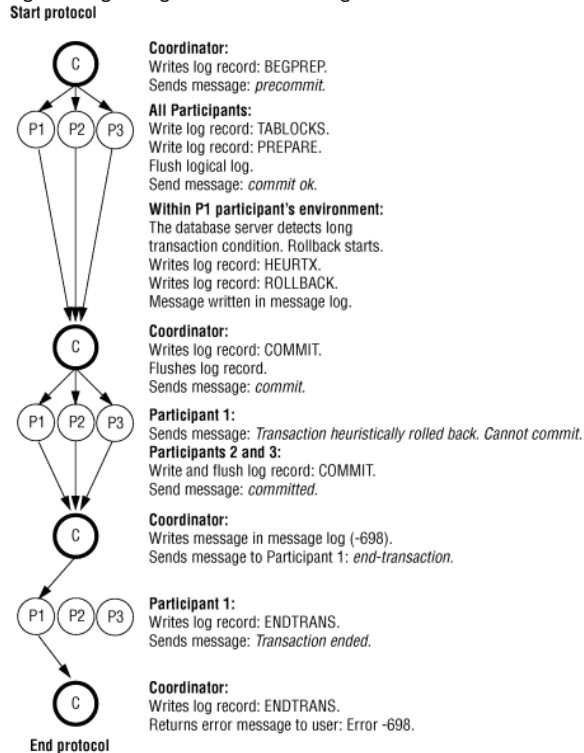 Start protocol
C
Coordinator:
Writes log record: BEGPREP.
Sends message: precommit.
P1 P2 P3
All Participants:
Write log record: TABLOCKS.
Write log record: PREPARE.
Flush logical log.
Send message: commit ok.
Within P1 participant's environment:
The database server detects long
transaction condition. Rollback starts.
Writes log record: HEURTX.
Writes log record: ROLLBACK.
Message written in message log.
C
Coordinator:
Writes log record: COMMIT.
Flushes log record.
Sends message: commit.
P1 P2 P3
Participant 1:
Sends message: Transaction heuristically rolled back. Cannot commit.
Participants 2 and 3:
Write and flush log record: COMMIT.
Send message: committed.
C
Coordinator:
Writes message in message log (-698).
Sends message to Participant 1: end-transaction.
P1 P2 P3
Participant 1:
Writes log record: ENDTRANS.
Sends message: Transaction ended.
C
Coordinator:
Writes log record: ENDTRANS.
Returns error message to user: Error -698.
End protocol